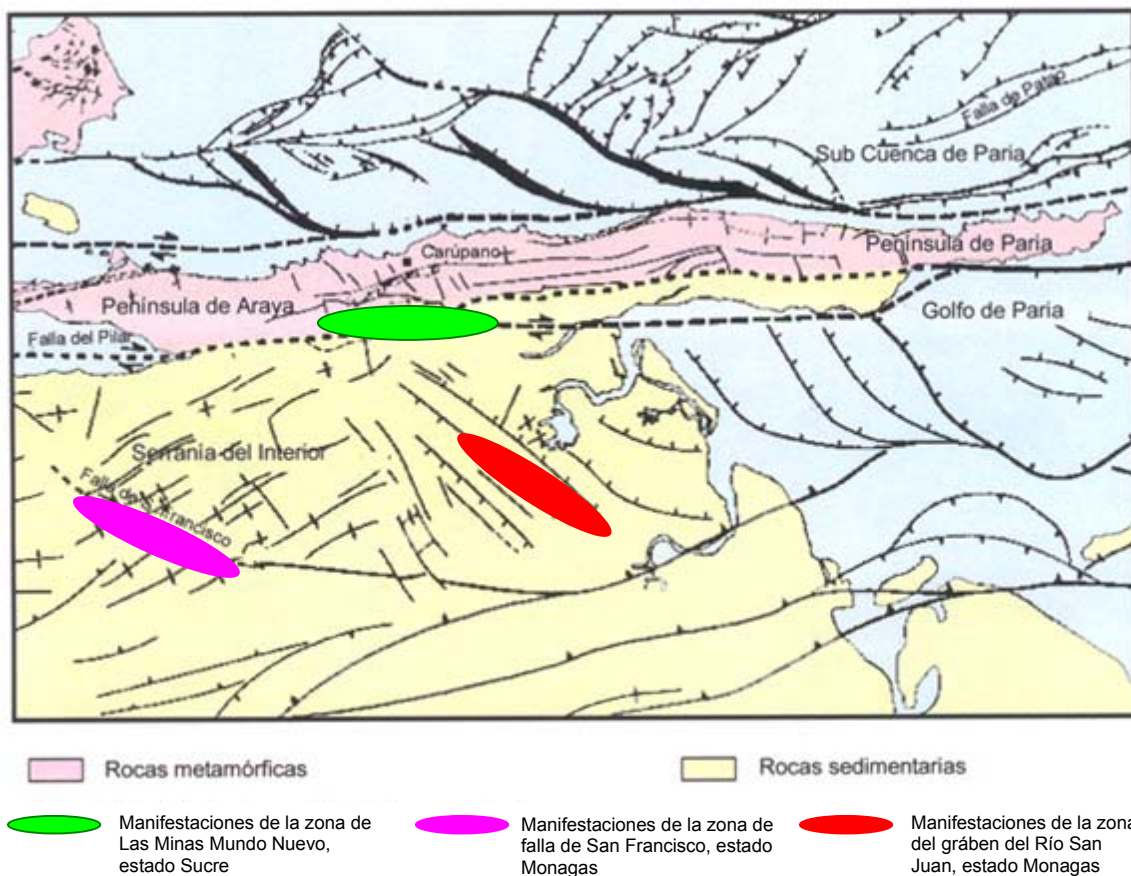 Falla de Patao
Sub Cuenca de Paria
Península de Paria
Carúpano
Península de Araya
Golfo de Paria
Falla del Pilar
Serranía del Interior
Falla de San Francisco
Rocas metamórficas
Rocas sedimentarias
Manifestaciones de la zona de
Las Minas Mundo Nuevo,
estado Sucre
Manifestaciones de la zona de
falla de San Francisco, estado
Monagas
Manifestaciones de la zona
del gráben del Río San
Juan, estado Monagas